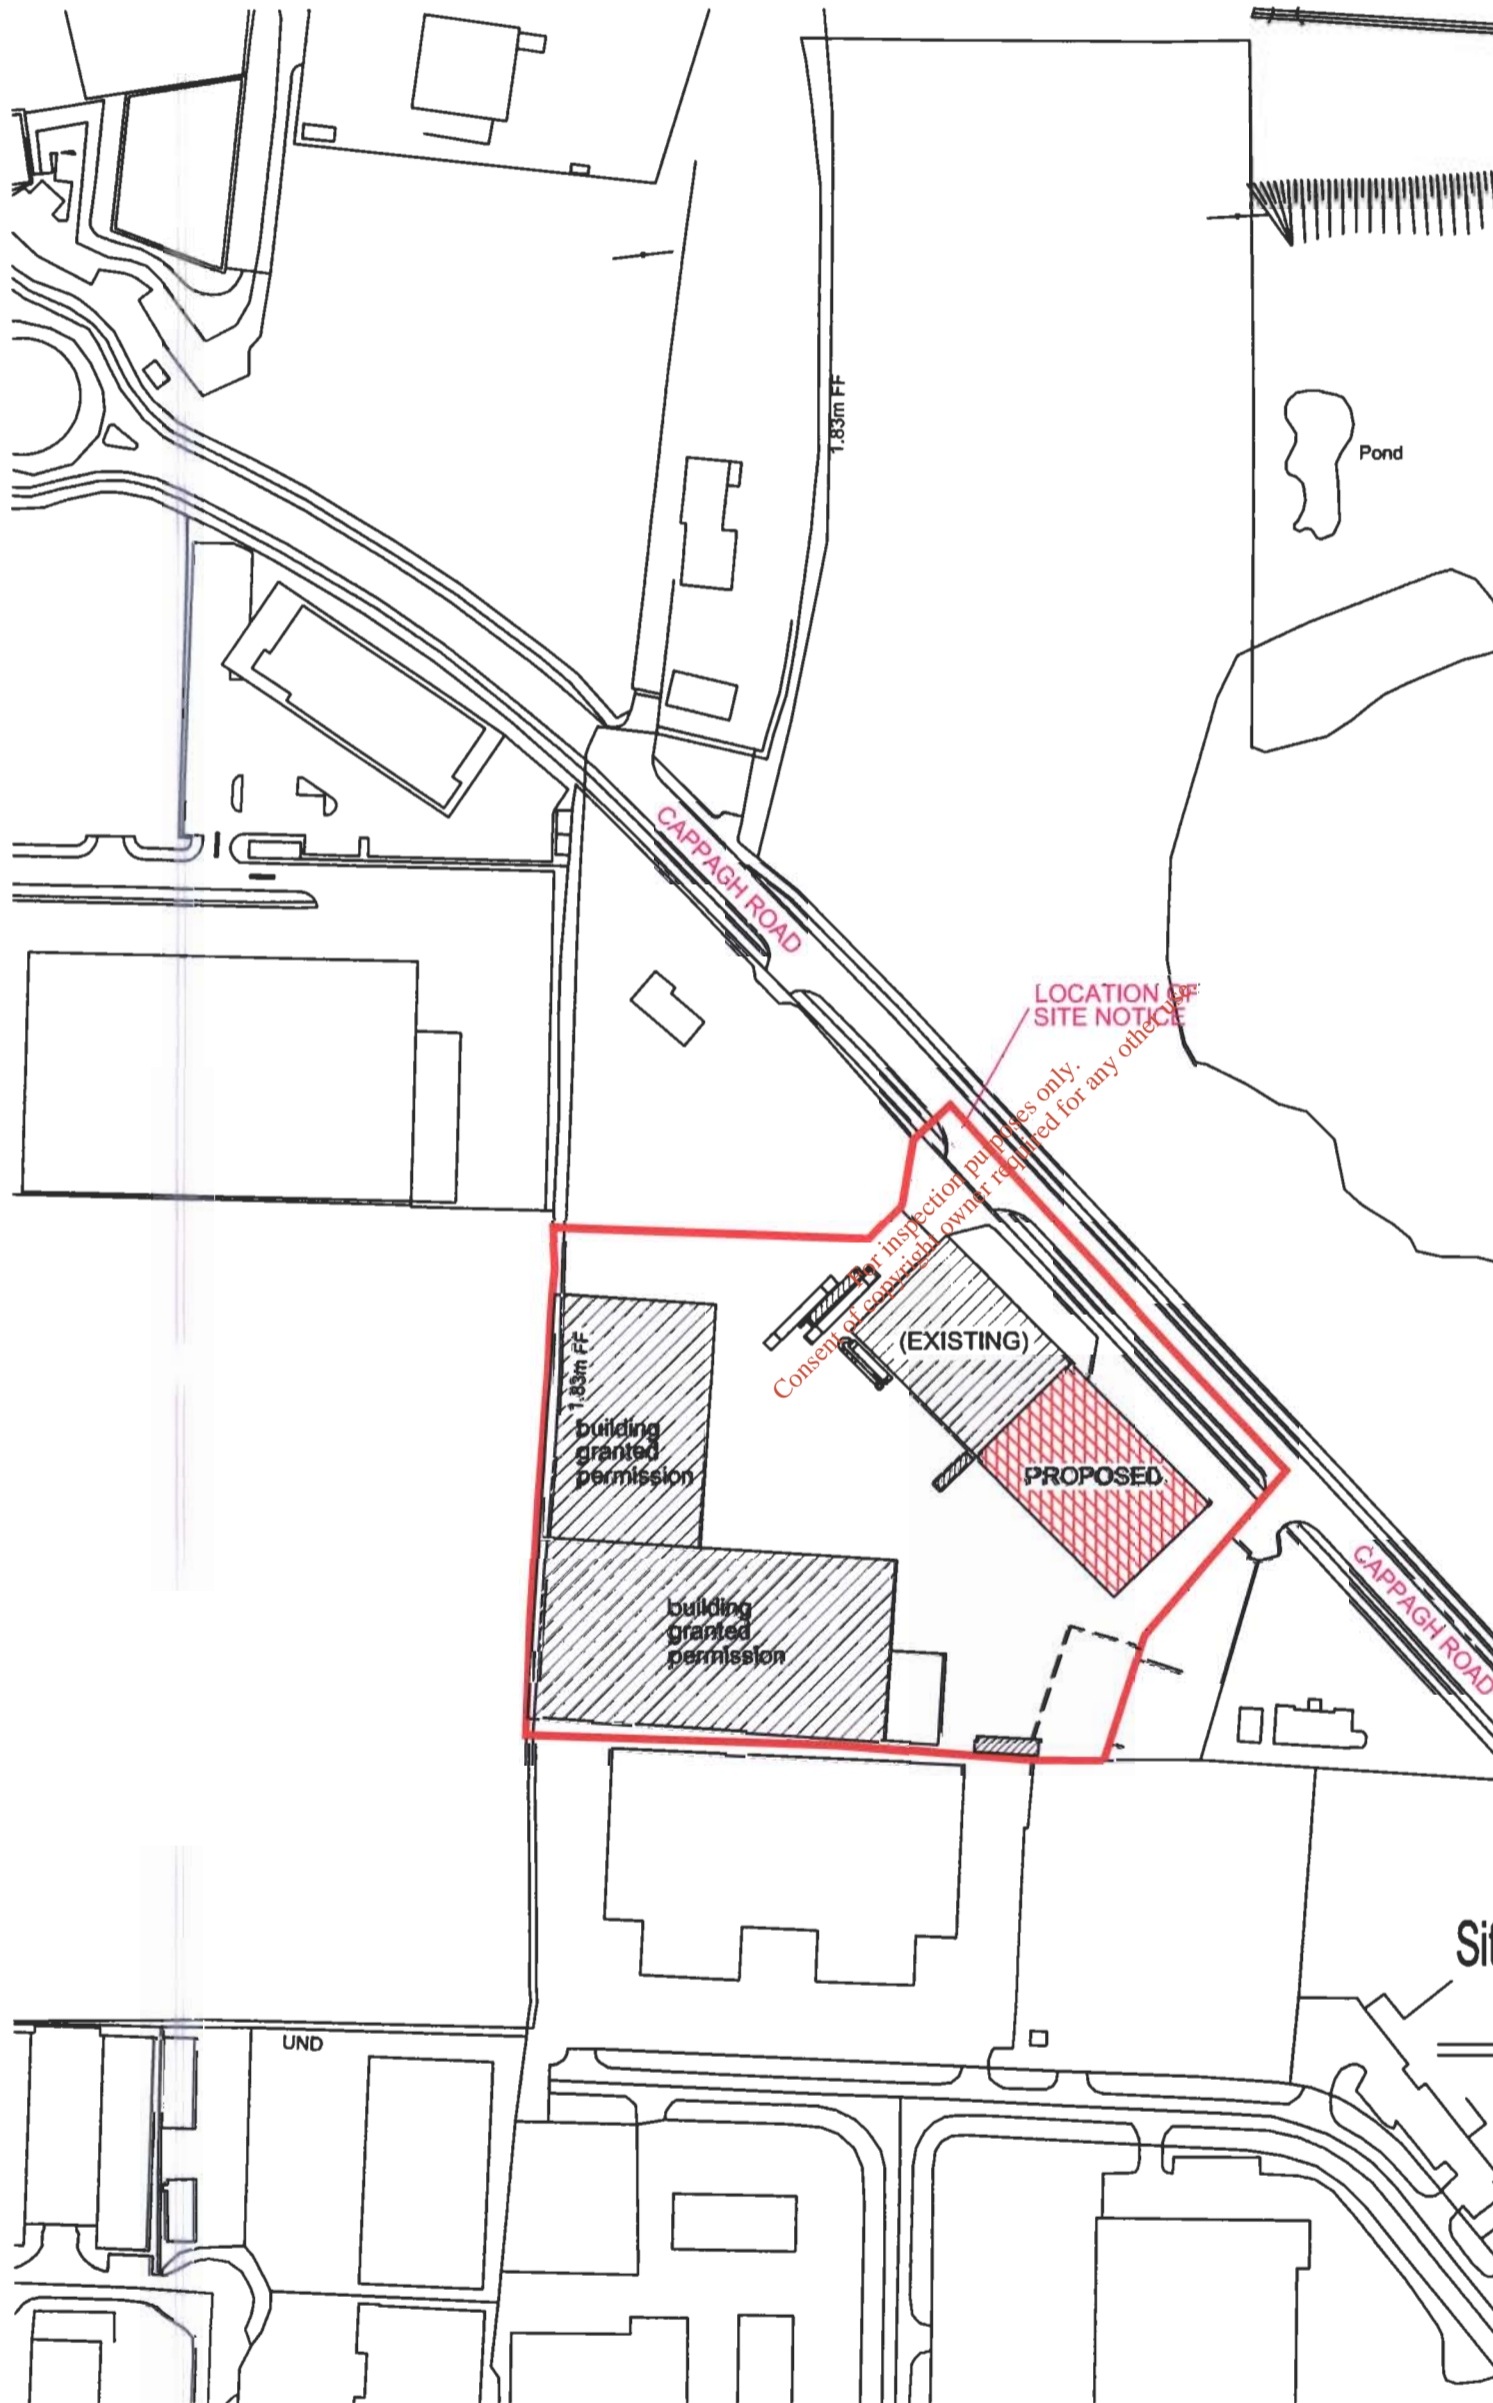 1.83m FF
Pond
CAPPAGH ROAD
LOCATION OF
SITE NOTICE
For inspection purposes only.
Consent of copyright owner required for any other use.
(EXISTING)
1.83m FF
building
granted
permission
PROPOSED
building
granted
permission
CAPPAGH ROAD
Sit
UND